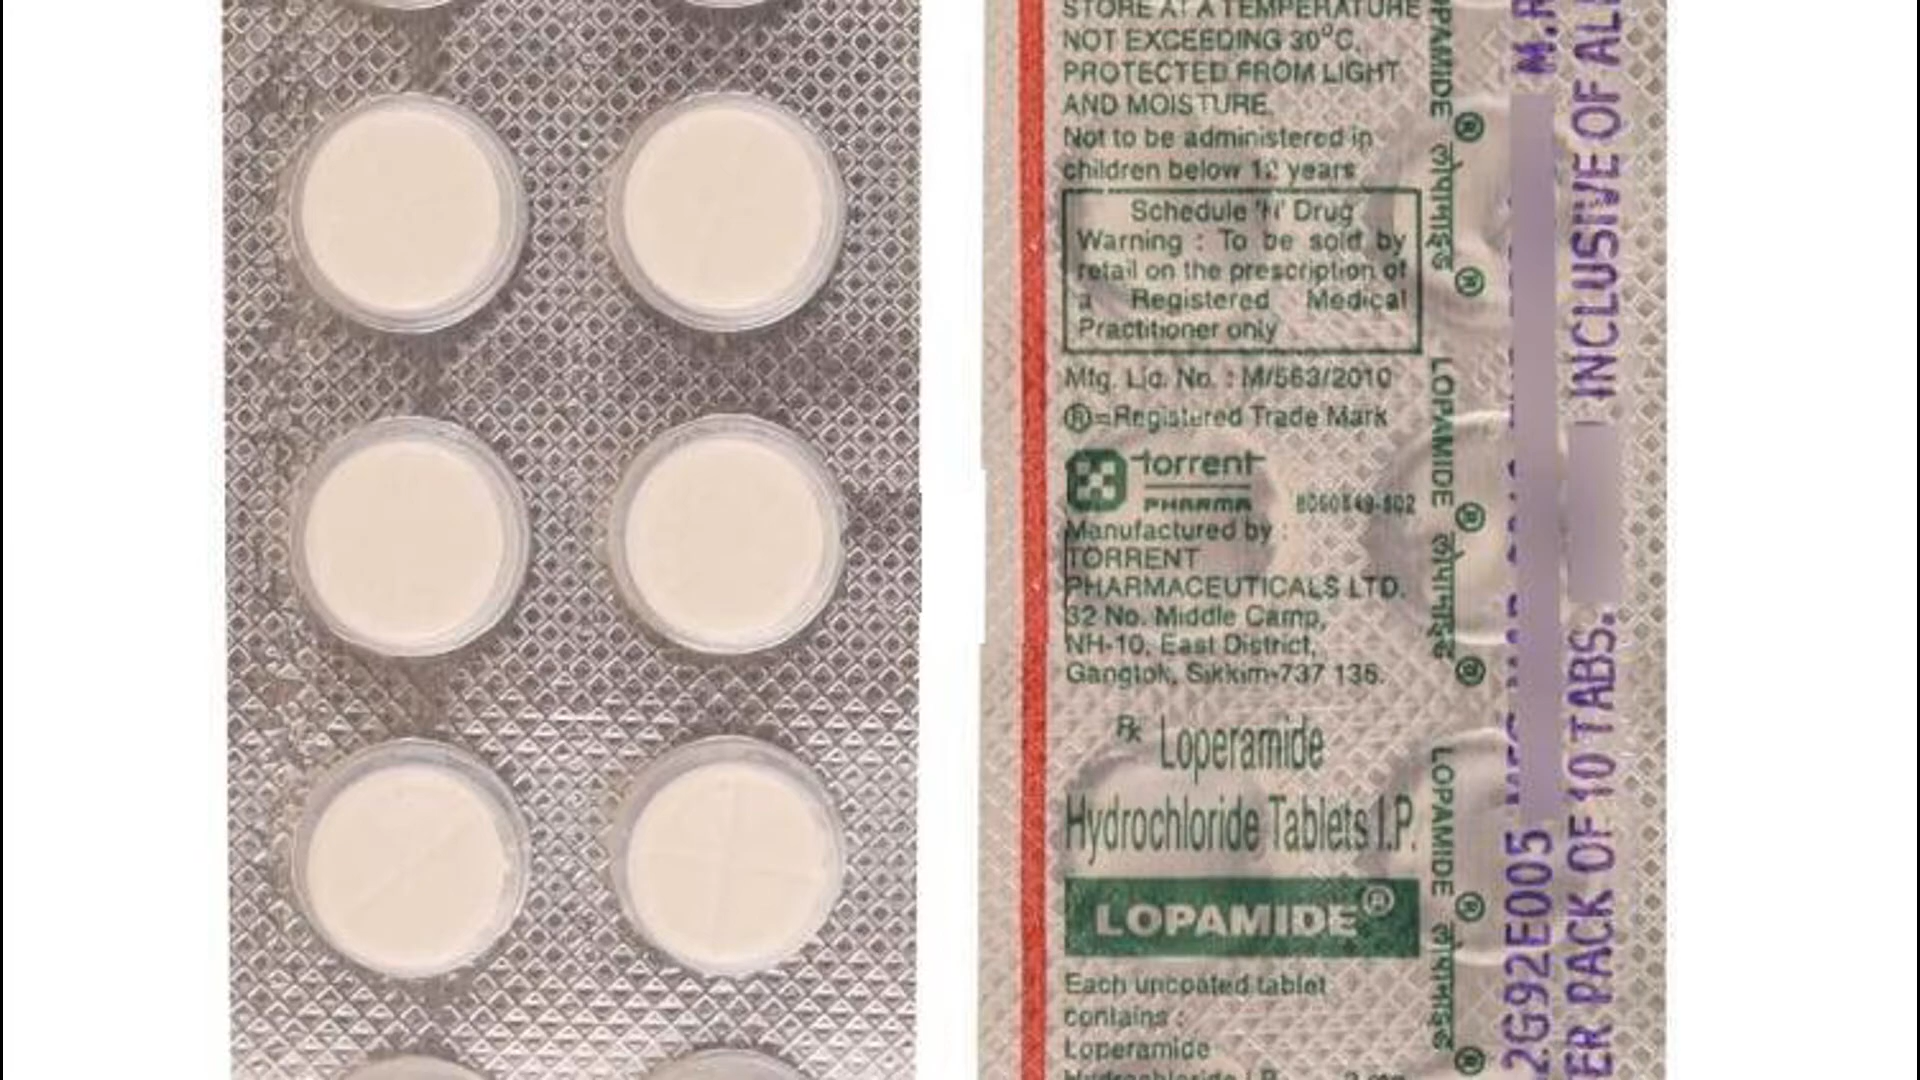 STORE AT A TEMPERATURE
NOT EXCEEDING 30°C.
PROTECTED FROM LIGHT
AND MOISTURE.
Not to be administered in
children below 12 years
Schedule 'H' Drug
Warning : To be sold by
retail on the prescription of
a Registered Medical
Practitioner only
Mfg. Lic. No. : M/563/2010
®=Registered Trade Mark
torrent
PHARMA
Manufactured by :
TORRENT
PHARMACEUTICALS LTD.
32 No. Middle Camp,
NH-10, East District,
Gangtok, Sikkim-737 135.
Rx Loperamide
Hydrochloride Tablets I.P.
LOPAMIDE®
Each uncoated tablet
contains :
Loperamide
Hydrochloride I.P.
LOPAMIDE ®
®
LOPAMIDE ®
®
LOPAMIDE ®
®
2G92E005
M.R
PACK OF 10 TABS.
INCLUSIVE OF ALL